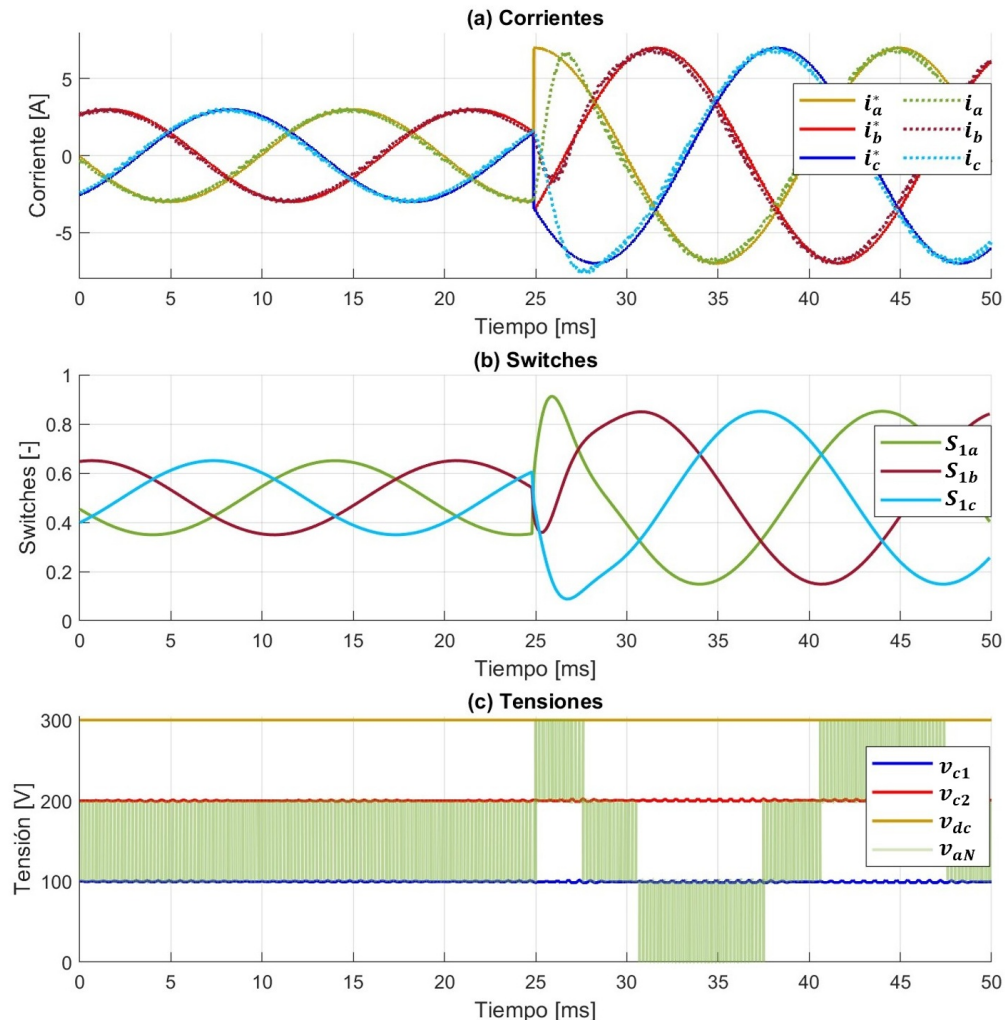 (a) Corrientes
Corriente [A]
5
0
-5
i*a i a
i*b i b
i*c i c
0 5 10 15 20 25 30 35 40 45 50
Tiempo [ms]
(b) Switches
Switches [-]
1
0.8
0.6
0.4
0.2
0
S1a
S1b
S1c
0 5 10 15 20 25 30 35 40 45 50
Tiempo [ms]
(c) Tensiones
Tensión [V]
300
200
100
0
vc1
vc2
vdc
vaN
0 5 10 15 20 25 30 35 40 45 50
Tiempo [ms]